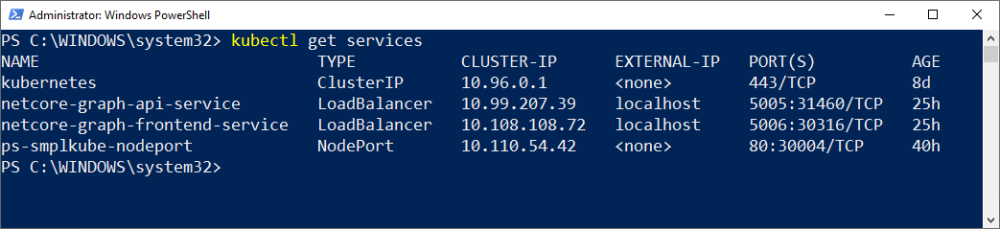 Administrator: Windows PowerShell
PS C:\WINDOWS\system32> kubectl get services
NAME                          TYPE           CLUSTER-IP      EXTERNAL-IP   PORT(S)          AGE
kubernetes                    ClusterIP      10.96.0.1       <none>        443/TCP          8d
netcore-graph-api-service     LoadBalancer   10.99.207.39    localhost     5005:31460/TCP   25h
netcore-graph-frontend-service   LoadBalancer   10.108.108.72   localhost     5006:30316/TCP   25h
ps-smplkube-nodeport          NodePort       10.110.54.42    <none>        80:30004/TCP     40h
PS C:\WINDOWS\system32>